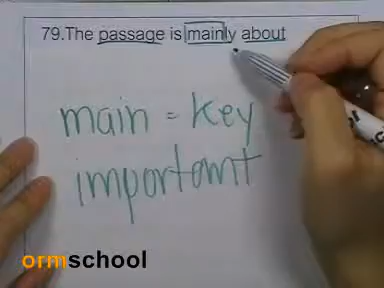 79.The passage is mainly about
main = key
important
ormschool